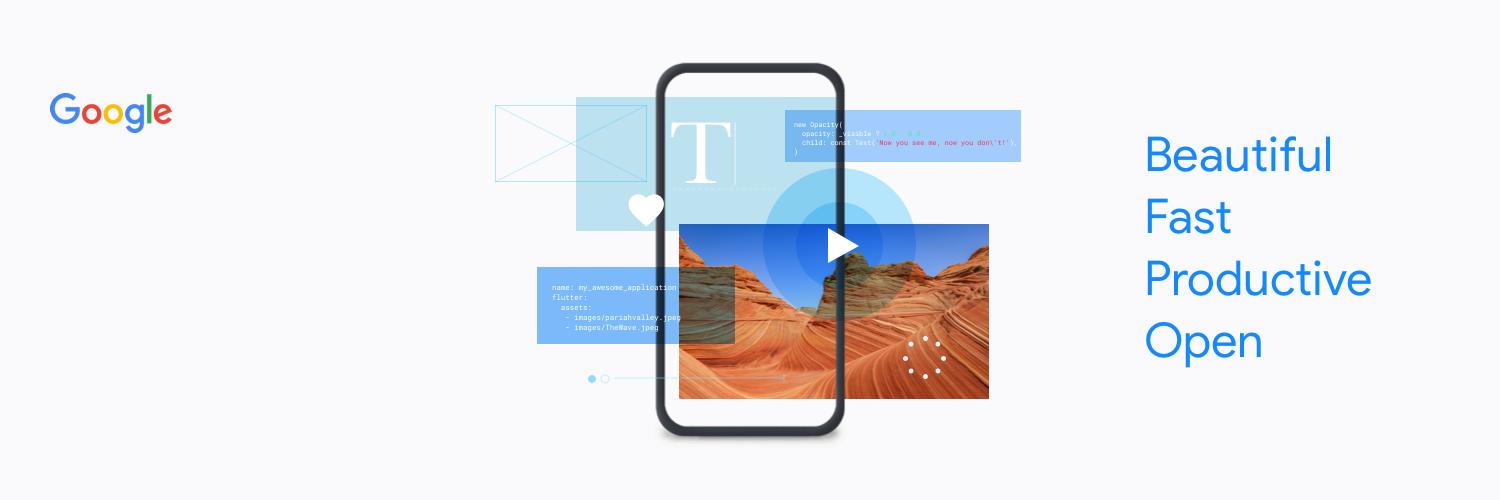 Google
T
new Opacity(
opacity: _visible ?
child: const Text('Now you see me, now you don\'t!'),
)
name: my_awesome_application
flutter:
assets:
- images/pariahvalley.jpeg
- images/TheWave.jpeg
Beautiful
Fast
Productive
Open